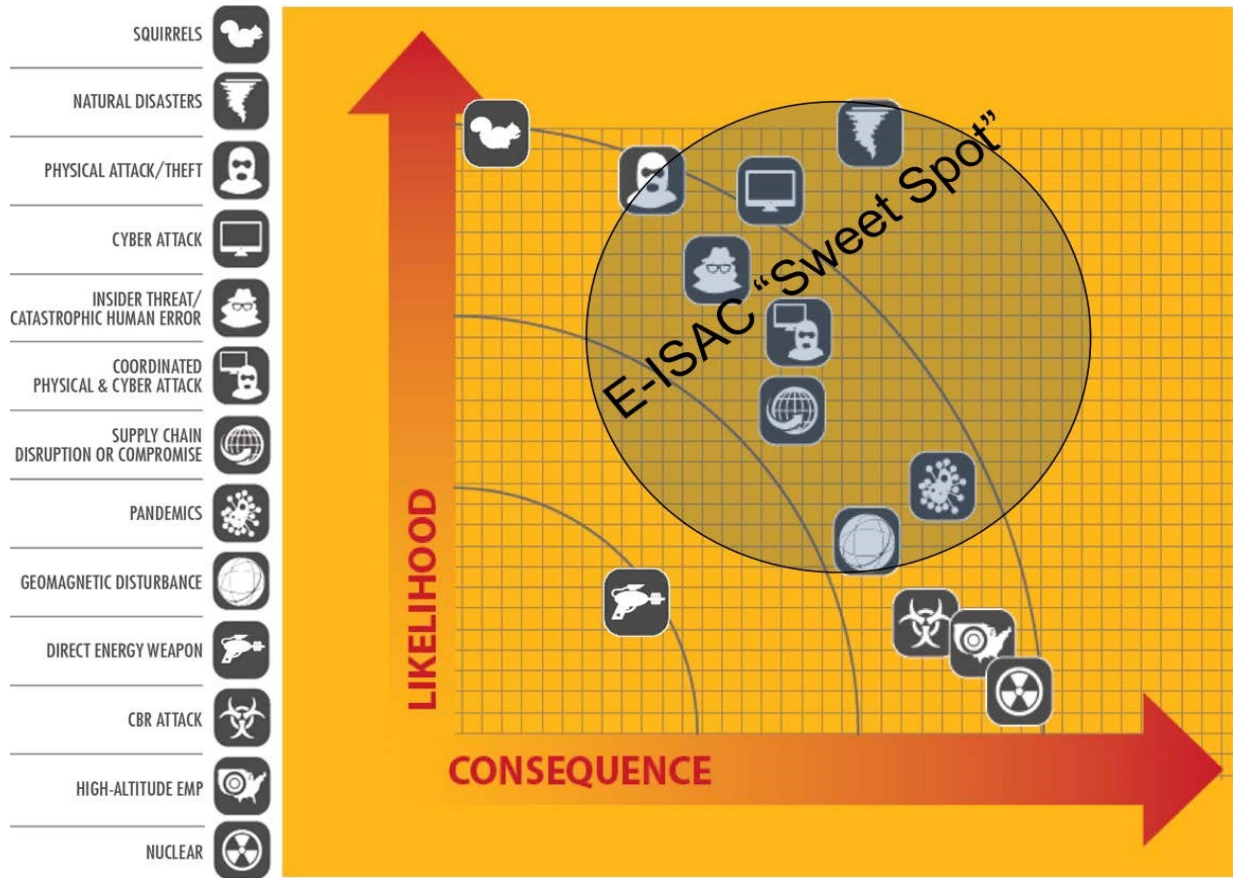 SQUIRRELS
NATURAL DISASTERS
PHYSICAL ATTACK/THEFT
CYBER ATTACK
INSIDER THREAT/
CATASTROPHIC HUMAN ERROR
COORDINATED
PHYSICAL & CYBER ATTACK
SUPPLY CHAIN
DISRUPTION OR COMPROMISE
PANDEMICS
GEOMAGNETIC DISTURBANCE
DIRECT ENERGY WEAPON
CBR ATTACK
HIGH-ALTITUDE EMP
NUCLEAR
LIKELIHOOD
E-ISAC “Sweet Spot”
CONSEQUENCE